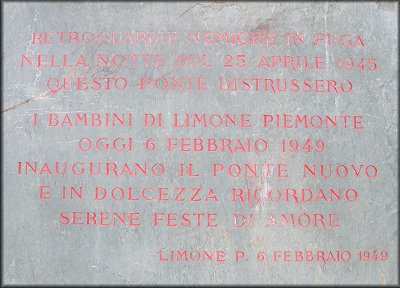 RETROGUARDIE NEMICHE IN FUGA
NELLA NOTTE SUL 25 APRILE 1945
QUESTO PONTE DISTRUSSERO
I BAMBINI DI LIMONE PIEMONTE
OGGI 6 FEBBRAIO 1949
INAUGURANO IL PONTE NUOVO
E IN DOLCEZZA RICORDANO
SERENE FESTE DI AMORE
LIMONE P. 6 FEBBRAIO 1949